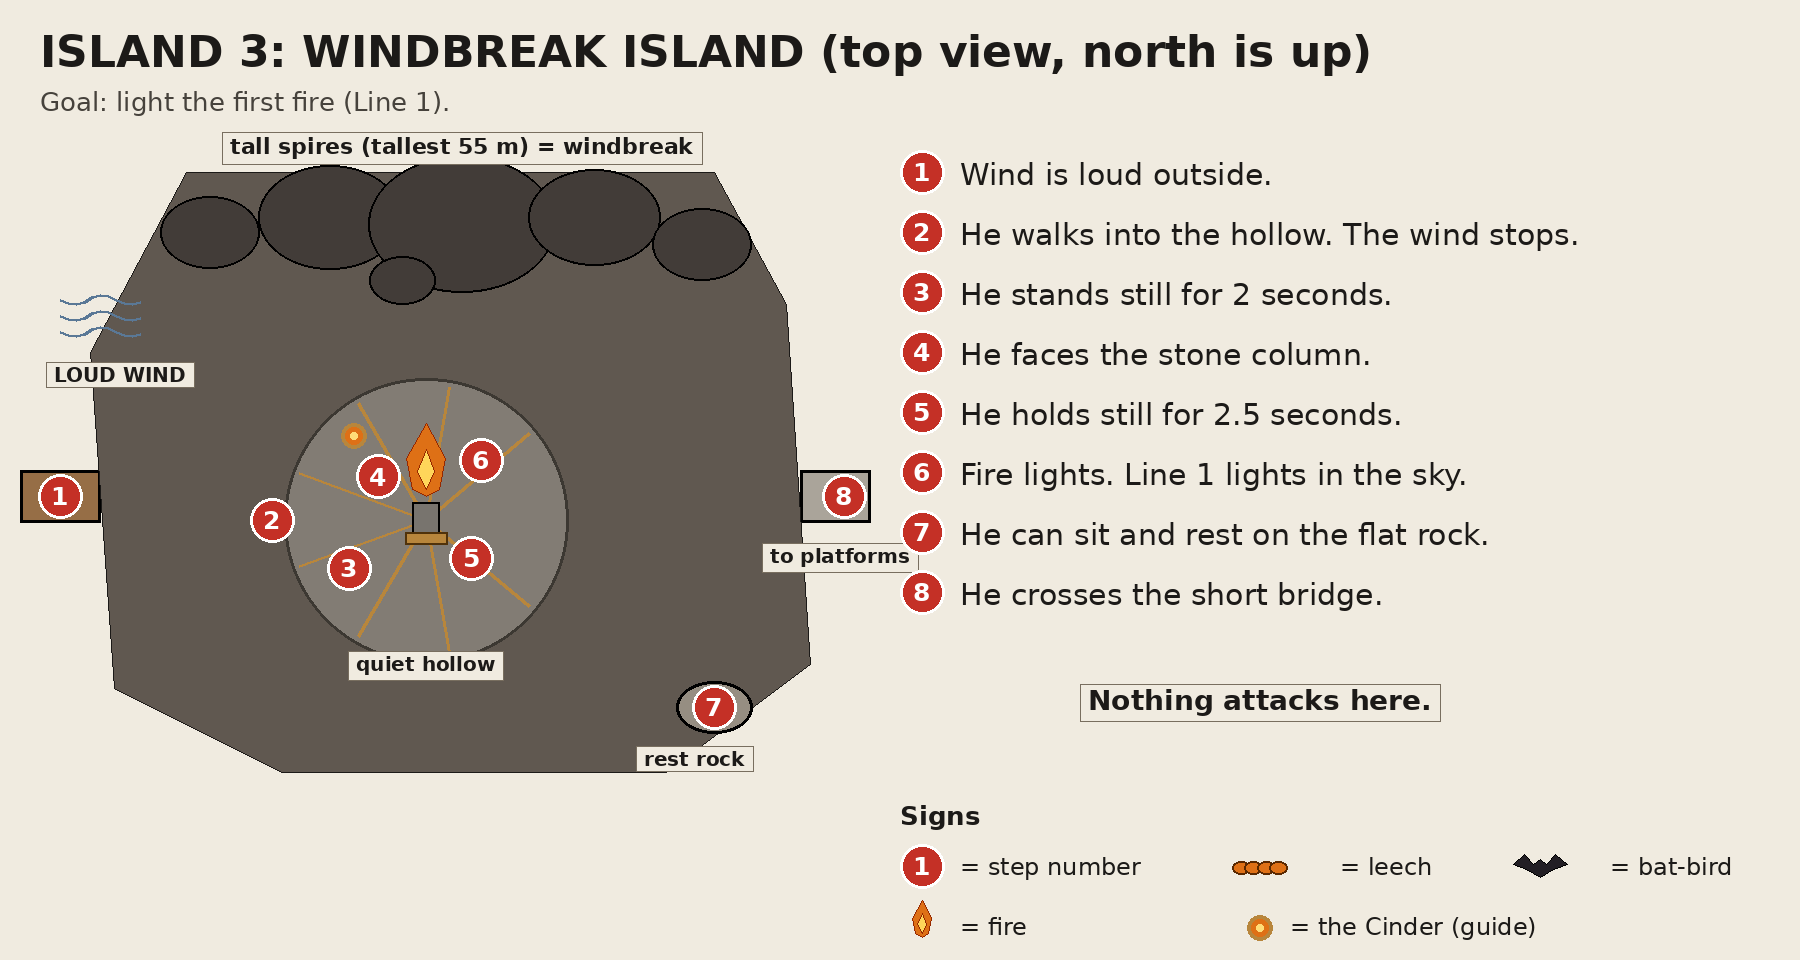 ISLAND 3: WINDBREAK ISLAND (top view, north is up)
Goal: light the first fire (Line 1).
tall spires (tallest 55 m) = windbreak
LOUD WIND
1
2
3
4
5
6
7
8
to platforms
quiet hollow
rest rock
1 Wind is loud outside.
2 He walks into the hollow. The wind stops.
3 He stands still for 2 seconds.
4 He faces the stone column.
5 He holds still for 2.5 seconds.
6 Fire lights. Line 1 lights in the sky.
7 He can sit and rest on the flat rock.
8 He crosses the short bridge.
Nothing attacks here.
Signs
1 = step number = leech = bat-bird
= fire = the Cinder (guide)